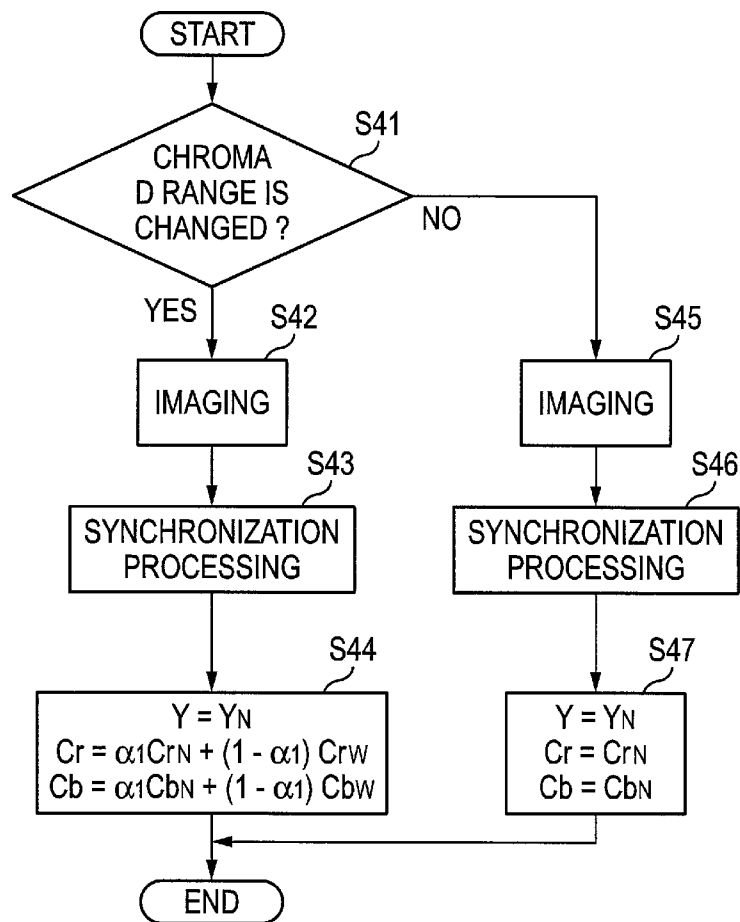 START
S41
CHROMA
D RANGE IS
CHANGED ?
NO
YES
S42
IMAGING
S43
SYNCHRONIZATION
PROCESSING
S44
Y = YN
Cr = α1CrN + (1 - α1) CrW
Cb = α1CbN + (1 - α1) CbW
S45
IMAGING
S46
SYNCHRONIZATION
PROCESSING
S47
Y = YN
Cr = CrN
Cb = CbN
END